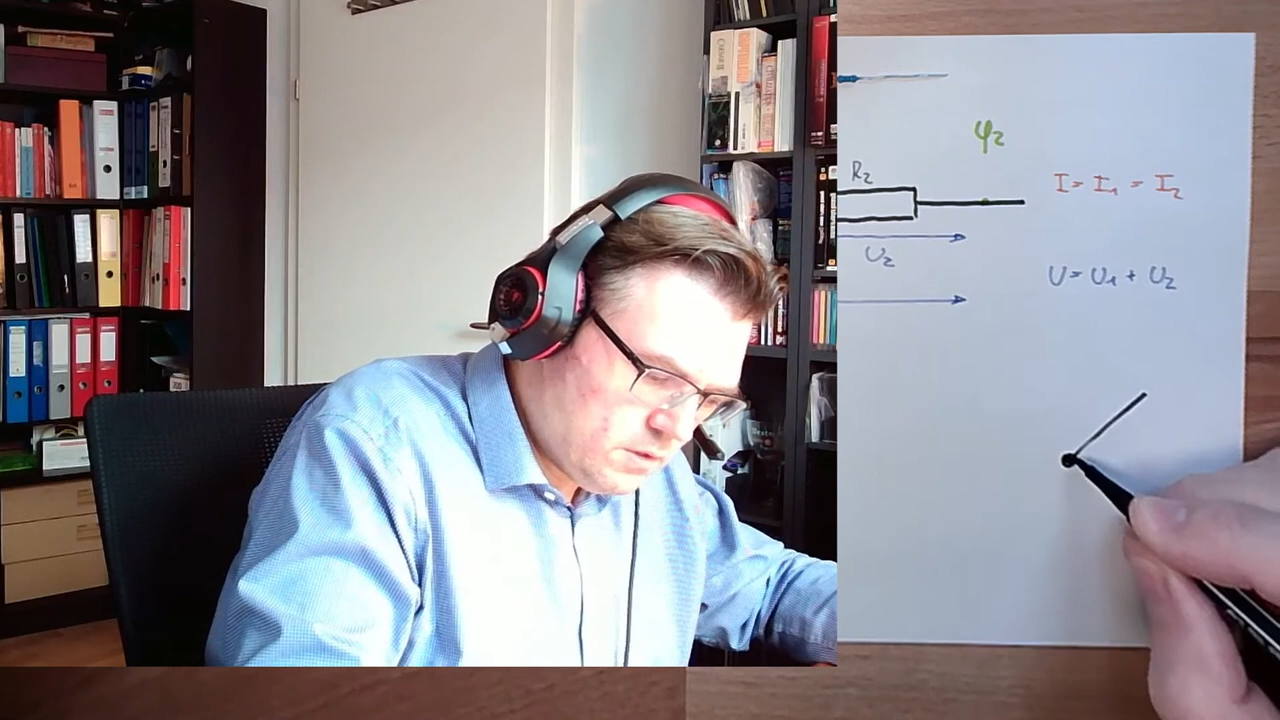 φ₂
R₂
I = I₁ = I₂
U₂
U = U₁ + U₂